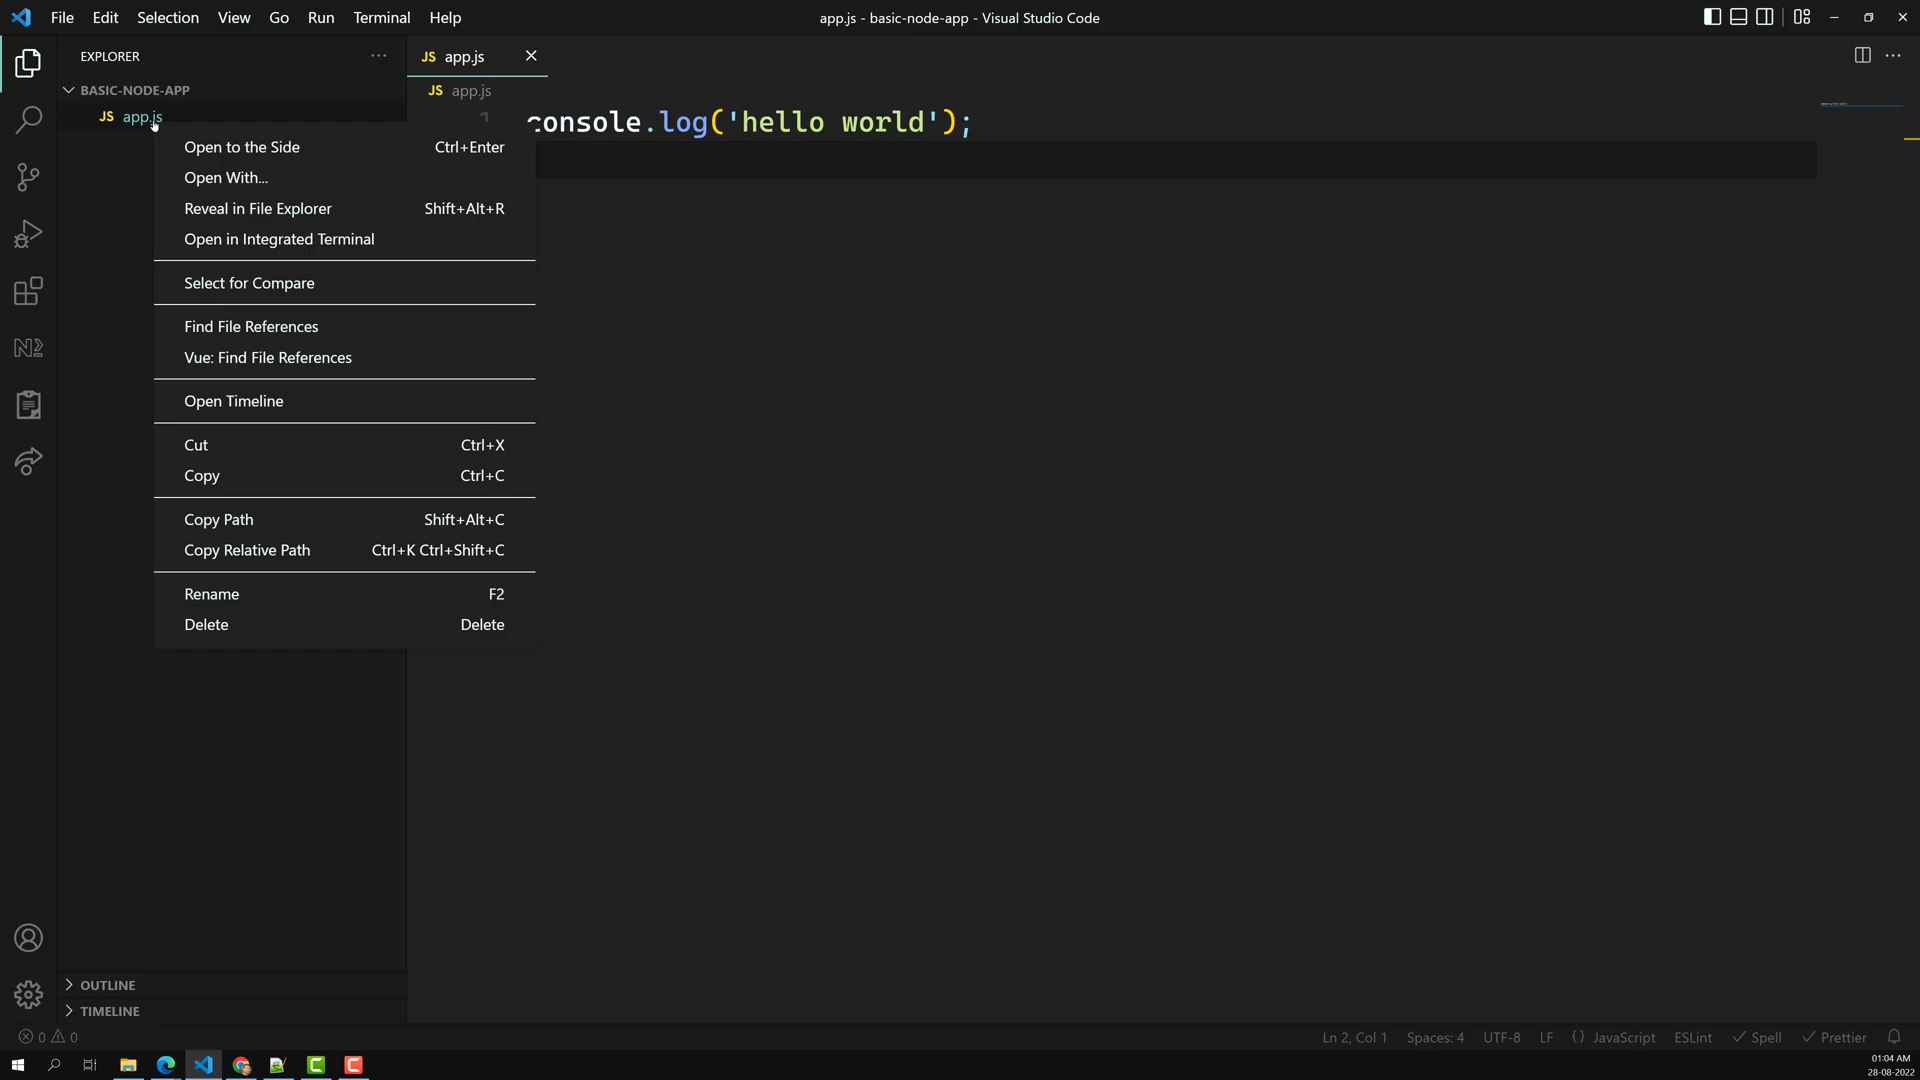 File Edit Selection View Go Run Terminal Help
app.js - basic-node-app - Visual Studio Code
EXPLORER
JS app.js
BASIC-NODE-APP
JS app.js
JS app.js
1 console.log('hello world');
Open to the Side Ctrl+Enter
Open With...
Reveal in File Explorer Shift+Alt+R
Open in Integrated Terminal
Select for Compare
Find File References
Vue: Find File References
Open Timeline
Cut Ctrl+X
Copy Ctrl+C
Copy Path Shift+Alt+C
Copy Relative Path Ctrl+K Ctrl+Shift+C
Rename F2
Delete Delete
OUTLINE
TIMELINE
0 0
Ln 2, Col 1 Spaces: 4 UTF-8 LF {} JavaScript ESLint Spell Prettier
01:04 AM
28-08-2022